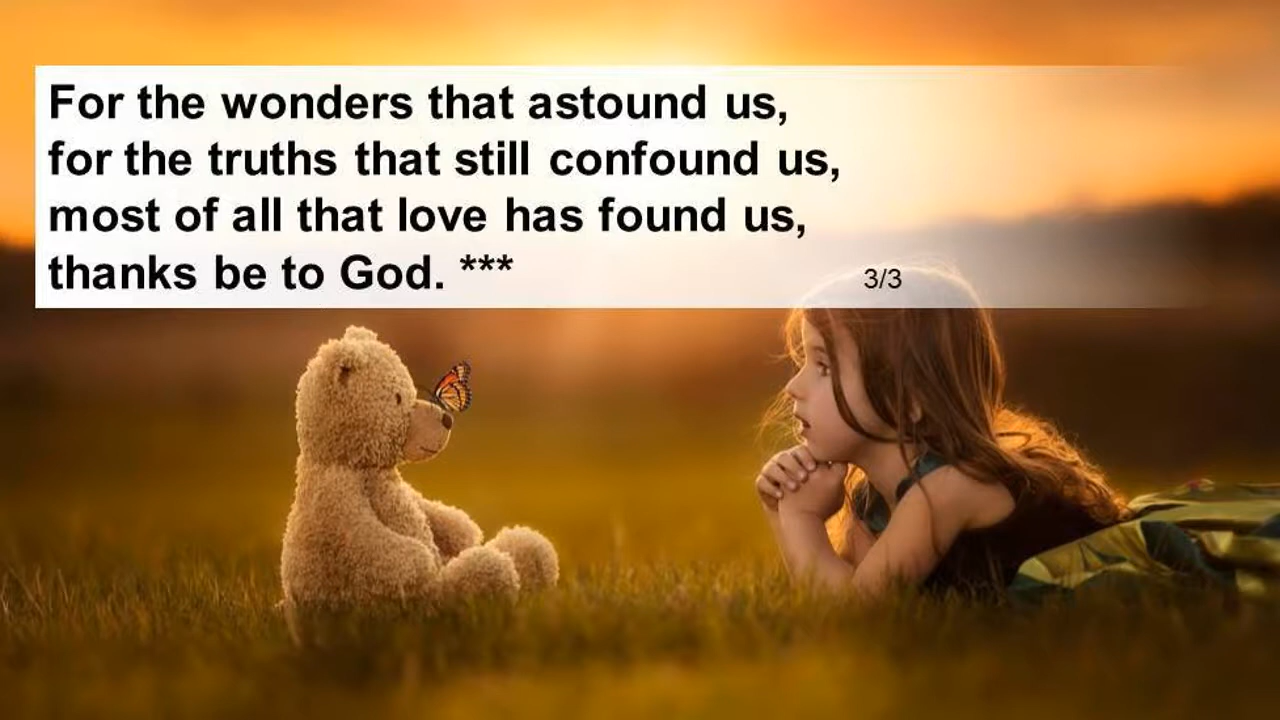 For the wonders that astound us,
for the truths that still confound us,
most of all that love has found us,
thanks be to God. ***
3/3